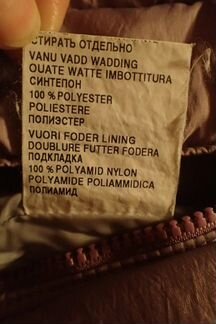 СТИРАТЬ ОТДЕЛЬНО
VANU VADD WADDING
OUATE WATTE IMBOTTITURA
СИНТЕПОН
100 % POLYESTER
POLIESTERE
ПОЛИЭСТЕР
VUORI FODER LINING
DOUBLURE FUTTER FODERA
ПОДКЛАДКА
100 % POLYAMID NYLON
POLYAMIDE POLIAMMIDICA
ПОЛИАМИД